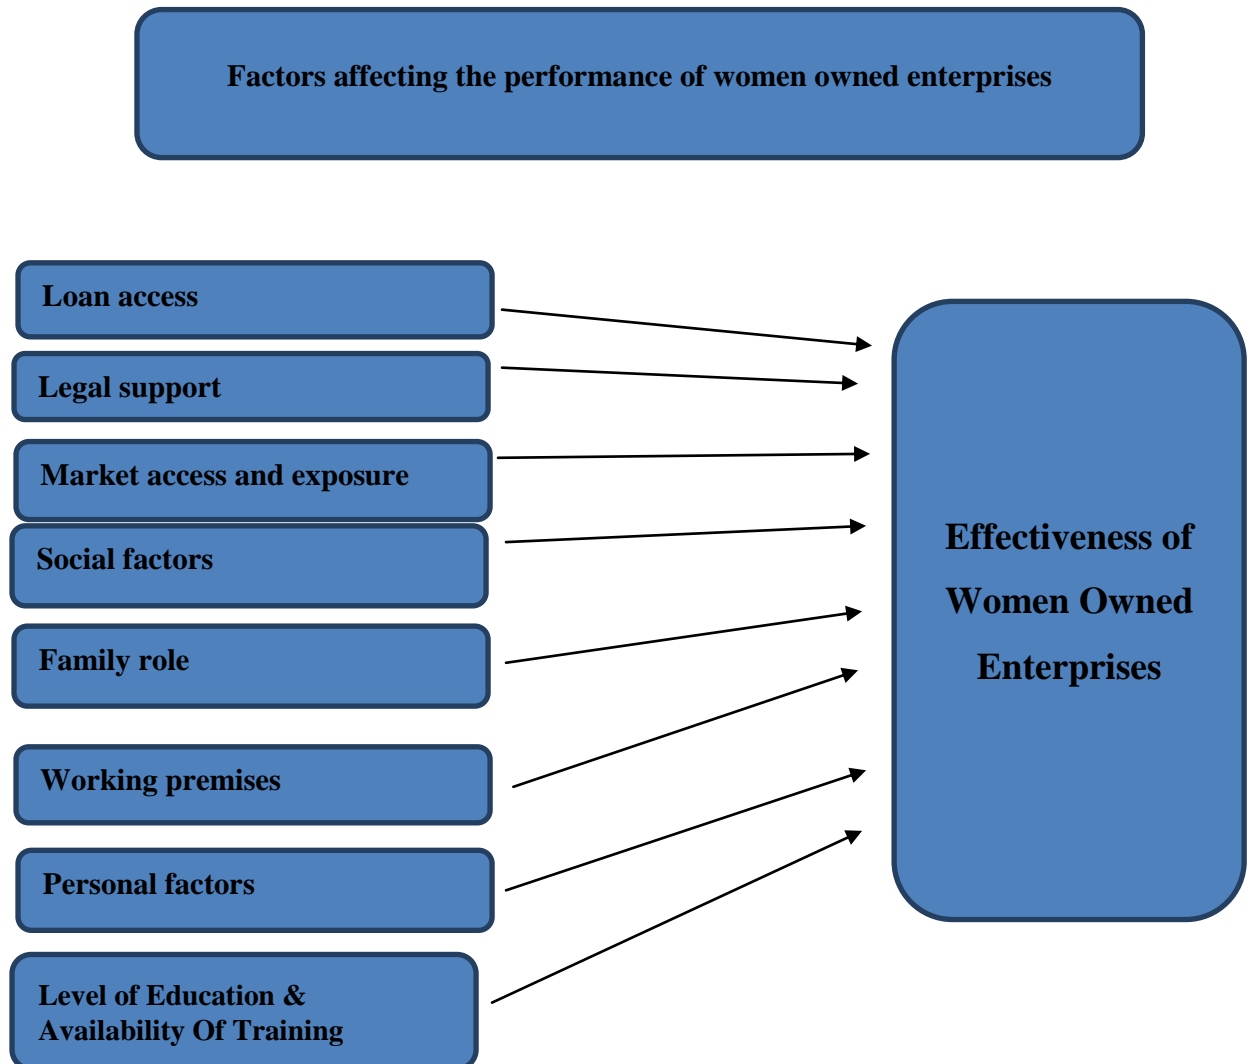 Factors affecting the performance of women owned enterprises
Loan access
Legal support
Market access and exposure
Social factors
Family role
Working premises
Personal factors
Level of Education &
Availability Of Training
Effectiveness of
Women Owned
Enterprises